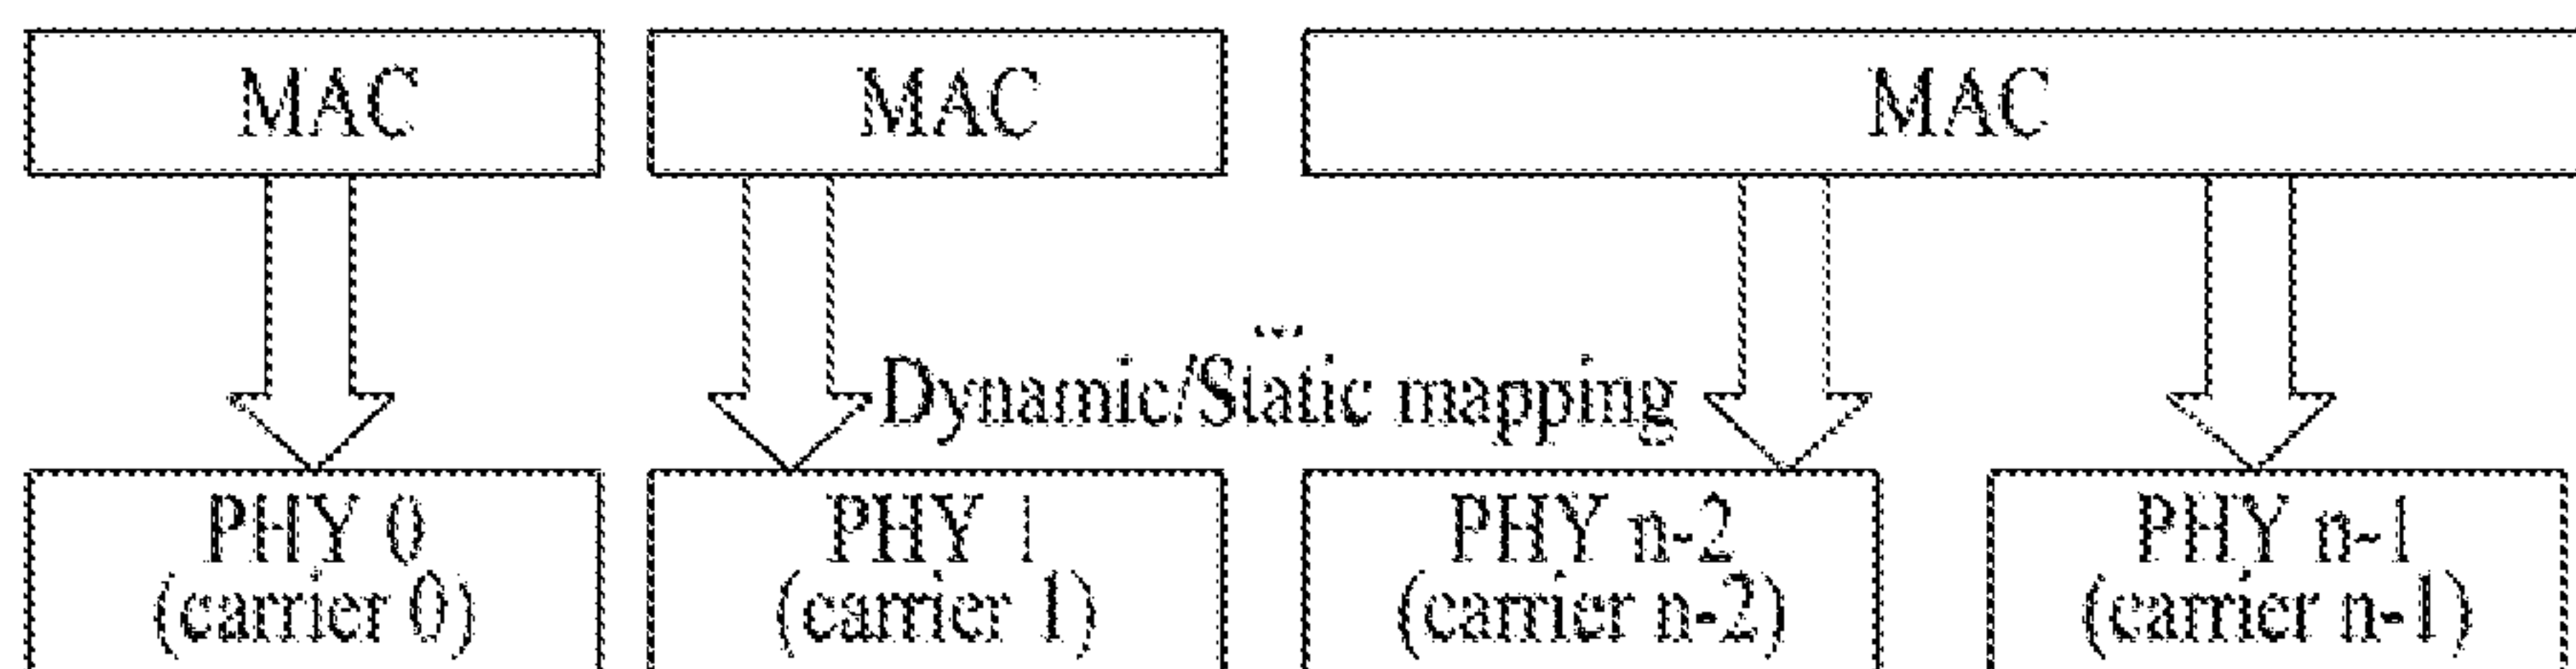 MAC
MAC
MAC
...
Dynamic/Static mapping
PHY 0
(carrier 0)
PHY 1
(carrier 1)
PHY n-2
(carrier n-2)
PHY n-1
(carrier n-1)